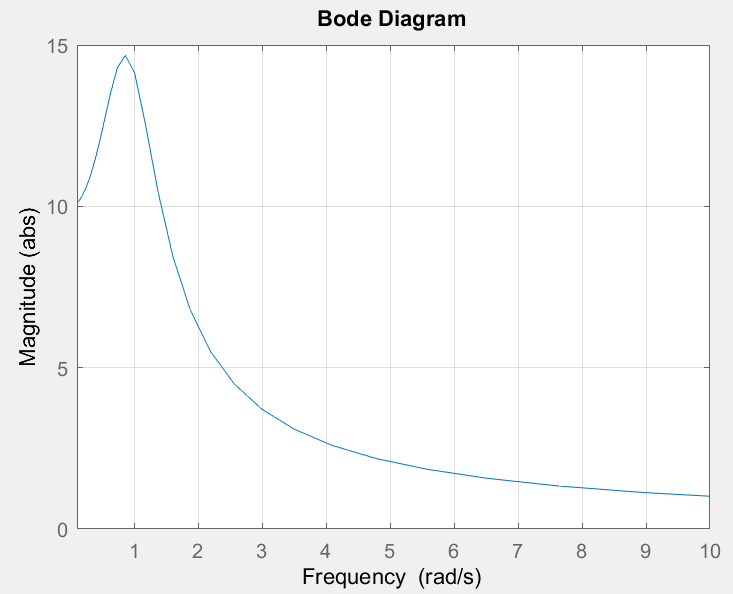 Bode Diagram
15
10
5
0
Magnitude (abs)
1 2 3 4 5 6 7 8 9 10
Frequency (rad/s)